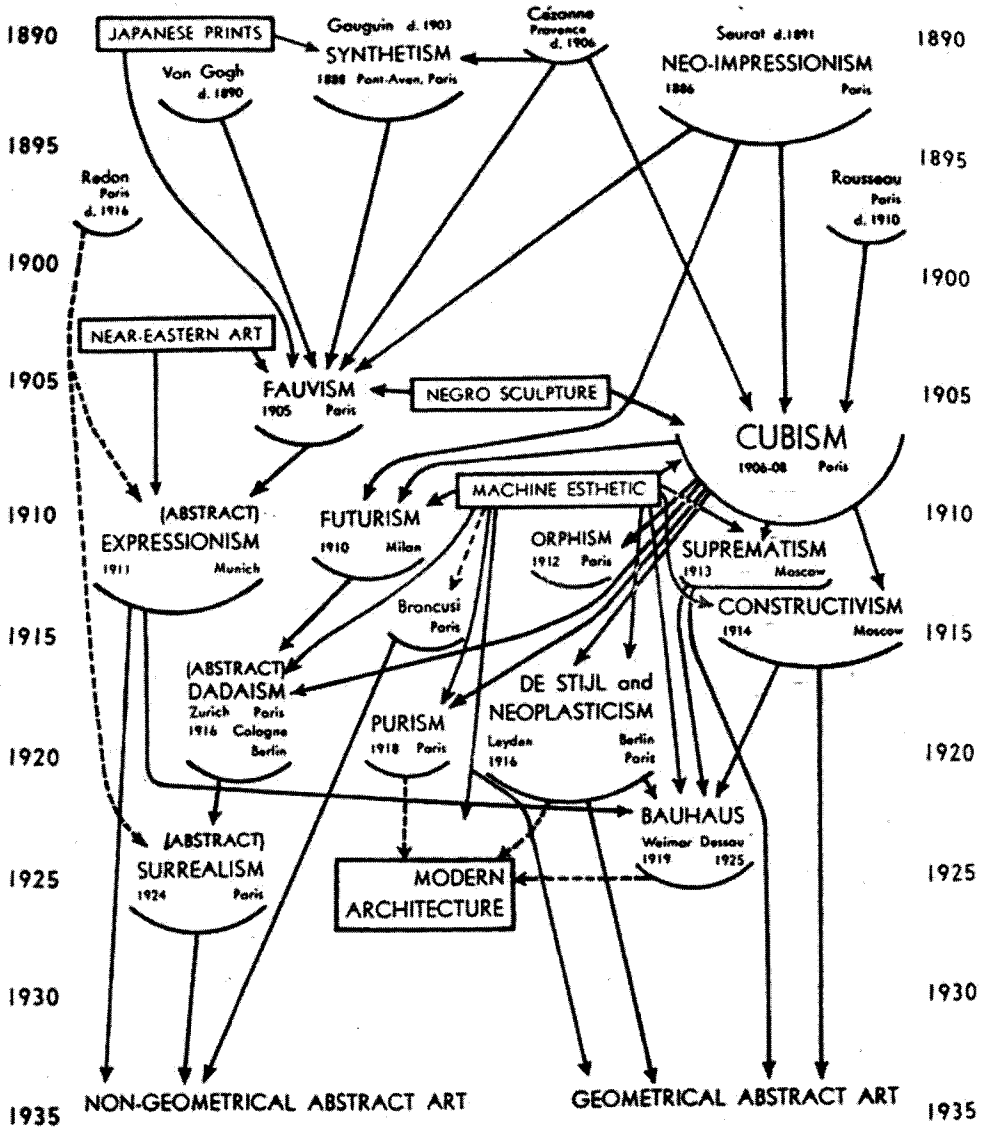 1890
JAPANESE PRINTS
Gauguin d. 1903
SYNTHETISM
1888 Pont-Aven, Paris
Cézanne
Provence
d. 1906
Seurat d.1891
NEO-IMPRESSIONISM
1886 Paris
1890
Van Gogh
d. 1890
1895
1895
Redon
Paris
d. 1916
Rousseau
Paris
d. 1910
1900
1900
NEAR-EASTERN ART
1905
FAUVISM
1905 Paris
NEGRO SCULPTURE
1905
CUBISM
1906-08 Paris
MACHINE ESTHETIC
1910
(ABSTRACT)
EXPRESSIONISM
1911 Munich
FUTURISM
1910 Milan
ORPHISM
1912 Paris
SUPREMATISM
1913 Moscow
1910
Brancusi
Paris
CONSTRUCTIVISM
1914 Moscow
1915
1915
(ABSTRACT)
DADAISM
Zurich Paris
1916 Cologne
Berlin
PURISM
1918 Paris
DE STIJL and
NEOPLASTICISM
Leyden Berlin
1916 Paris
1920
1920
BAUHAUS
Weimar Dessau
1919 1925
(ABSTRACT)
SURREALISM
1924 Paris
MODERN
ARCHITECTURE
1925
1925
1930
1930
NON-GEOMETRICAL ABSTRACT ART
GEOMETRICAL ABSTRACT ART
1935
1935